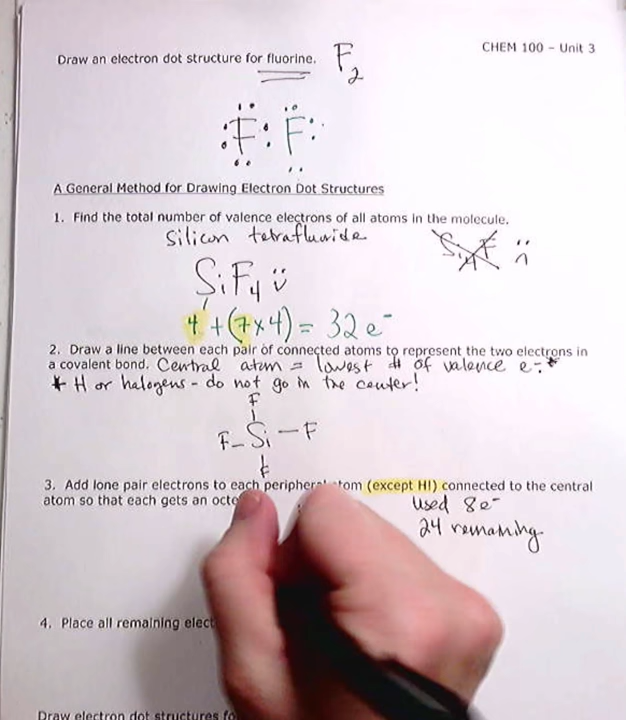 CHEM 100 – Unit 3
Draw an electron dot structure for fluorine. F2
F F
A General Method for Drawing Electron Dot Structures
1. Find the total number of valence electrons of all atoms in the molecule.
Silicon tetrafluoride
SiF4
4 + (7x4) = 32 e-
2. Draw a line between each pair of connected atoms to represent the two electrons in
a covalent bond. Central atom = lowest # of valence e-. *
* H or halogens - do not go in the center!
F
F-Si-F
F
3. Add lone pair electrons to each peripheral atom (except H!) connected to the central
atom so that each gets an octe
used 8e-
24 remaining
4. Place all remaining elect
Draw electron dot structures fo